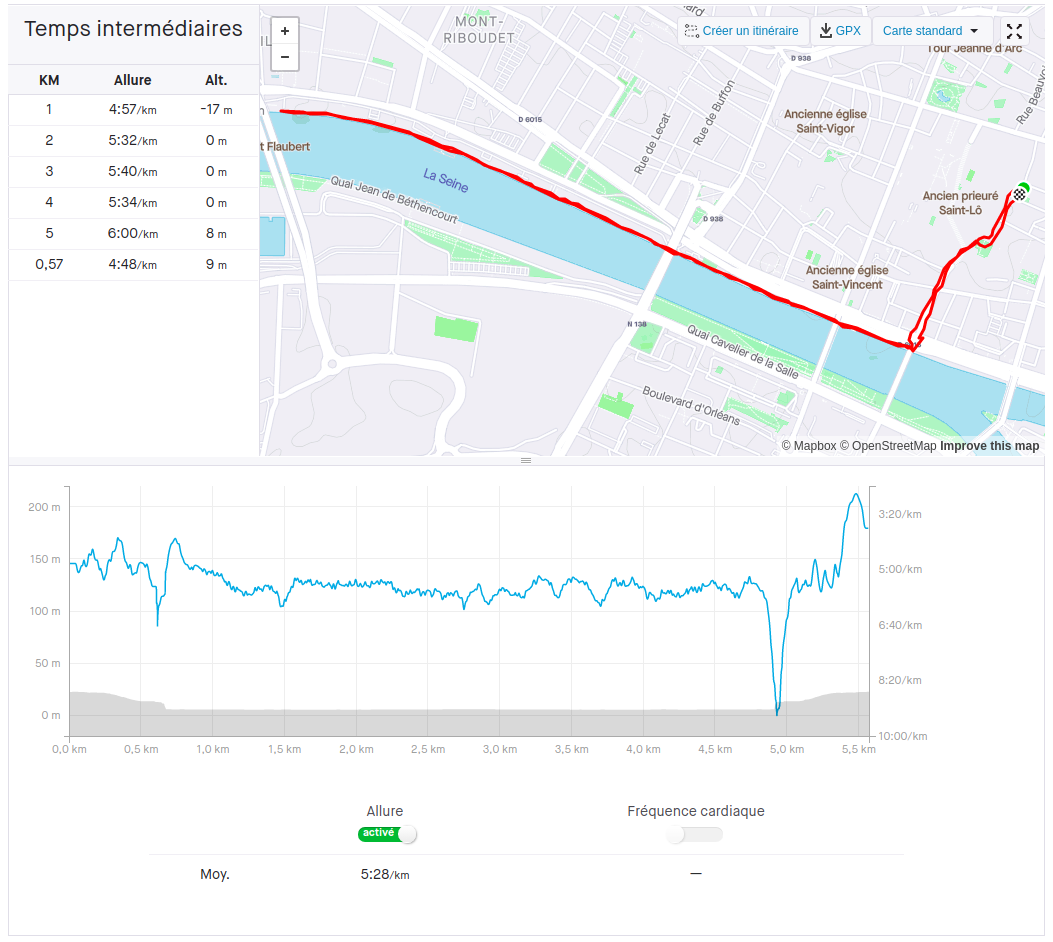 Temps intermédiaires
KM Allure Alt.
1 4:57/km -17 m
2 5:32/km 0 m
3 5:40/km 0 m
4 5:34/km 0 m
5 6:00/km 8 m
0,57 4:48/km 9 m
+
−
MONT-
RIBOUDET
Créer un itinéraire
GPX
Carte standard
Tour Jeanne d'Arc
D 938
Rue Beauvo
D 6015
Rue de Lecat
Rue de Buffon
Ancienne église
Saint-Vigor
t Flaubert
La Seine
Quai Jean de Béthencourt
D 938
Ancien prieuré
Saint-Lô
Ancienne église
Saint-Vincent
N 138
Quai Cavelier de la Salle
Boulevard d'Orléans
© Mapbox © OpenStreetMap Improve this map
200 m
150 m
100 m
50 m
0 m
3:20/km
5:00/km
6:40/km
8:20/km
10:00/km
0,0 km 0,5 km 1,0 km 1,5 km 2,0 km 2,5 km 3,0 km 3,5 km 4,0 km 4,5 km 5,0 km 5,5 km
Allure Fréquence cardiaque
activé
Moy. 5:28/km —